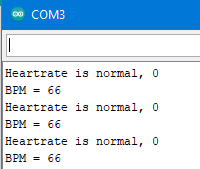 COM3
Heartrate is normal, 0
BPM = 66
Heartrate is normal, 0
BPM = 66
Heartrate is normal, 0
BPM = 66